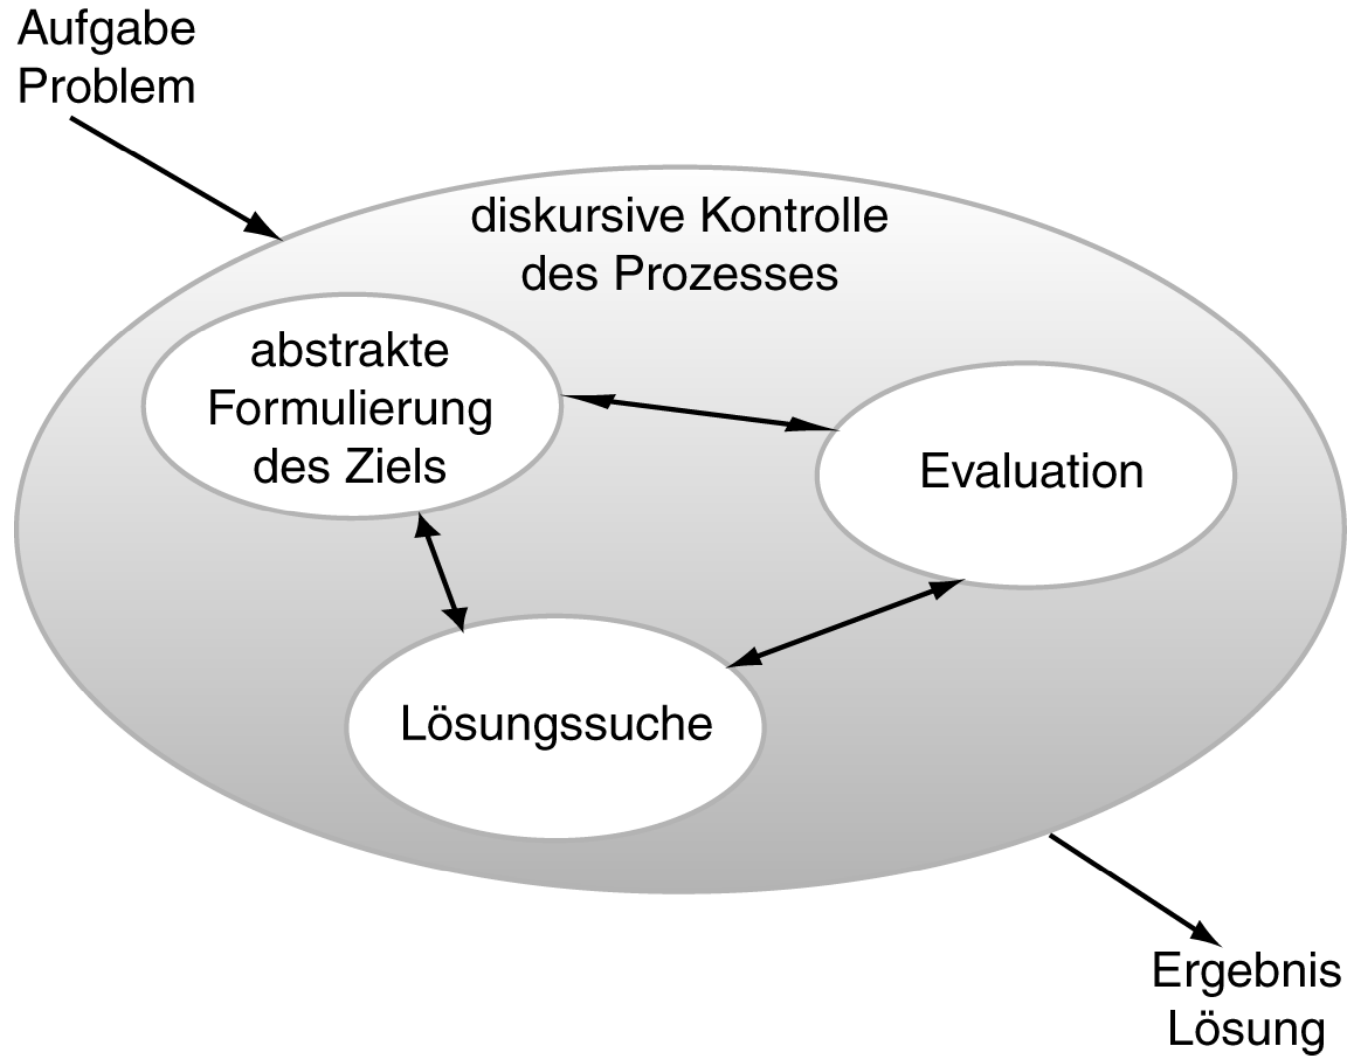 Aufgabe
Problem
diskursive Kontrolle
des Prozesses
abstrakte
Formulierung
des Ziels
Evaluation
Lösungssuche
Ergebnis
Lösung